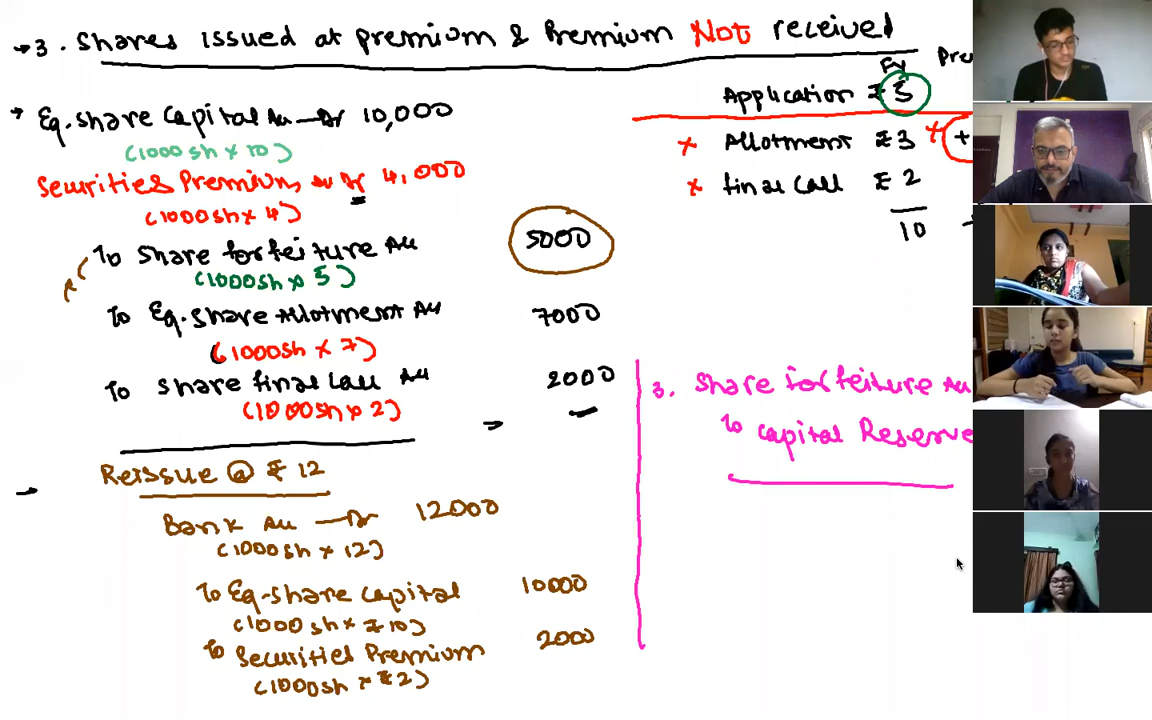 →3. Shares issued at premium & Premium Not received
→ Eq. share capital A/c — Dr 10,000
(1000 sh × 10)
Securities Premium A/c Dr 4,000
(1000 sh × 4)
To share forfeiture A/c 5000
(1000 sh × 5)
To Eq. share Allotment A/c 7000
(1000 sh × 7)
To share final call A/c 2000
(1000 sh × 2)
→ Reissue @ ₹ 12
Bank A/c — Dr 12000
(1000 sh × 12)
To Eq-share capital 10000
(1000 sh × ₹10)
To Securities Premium 2000
(1000 sh × ₹2)
Fv Pre
Application ₹ 5
× Allotment ₹ 3 × +
× final call ₹ 2
10
3. Share forfeiture A/c
To capital Reserve